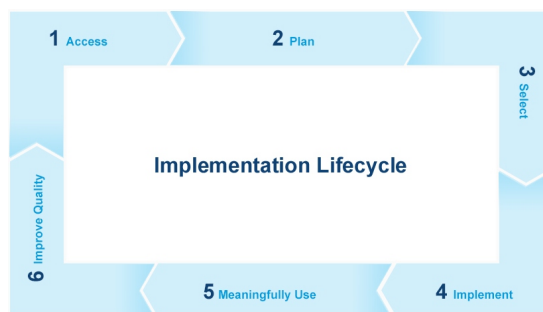 1 Access
2 Plan
3 Select
Implementation Lifecycle
4 Implement
5 Meaningfully Use
6 Improve Quality